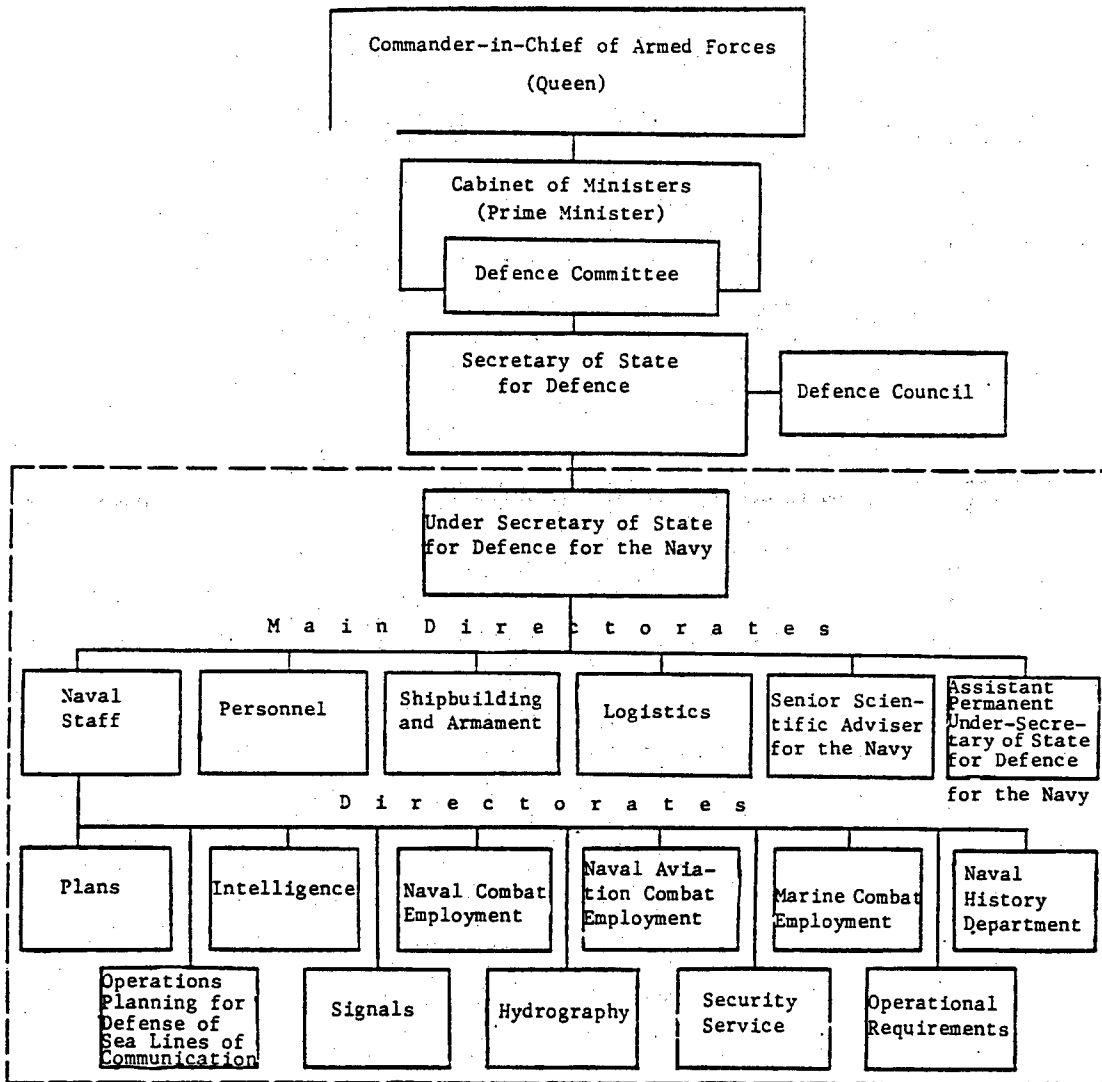 Commander-in-Chief of Armed Forces
(Queen)
Cabinet of Ministers
(Prime Minister)
Defence Committee
Secretary of State
for Defence
Defence Council
Under Secretary of State
for Defence for the Navy
Main Directorates
Naval
Staff
Personnel
Shipbuilding
and Armament
Logistics
Senior Scien-
tific Adviser
for the Navy
Assistant
Permanent
Under-Secre-
tary of State
for Defence
for the Navy
Directorates
Plans
Intelligence
Naval Combat
Employment
Naval Avia-
tion Combat
Employment
Marine Combat
Employment
Naval
History
Department
Operations
Planning for
Defense of
Sea Lines of
Communication
Signals
Hydrography
Security
Service
Operational
Requirements